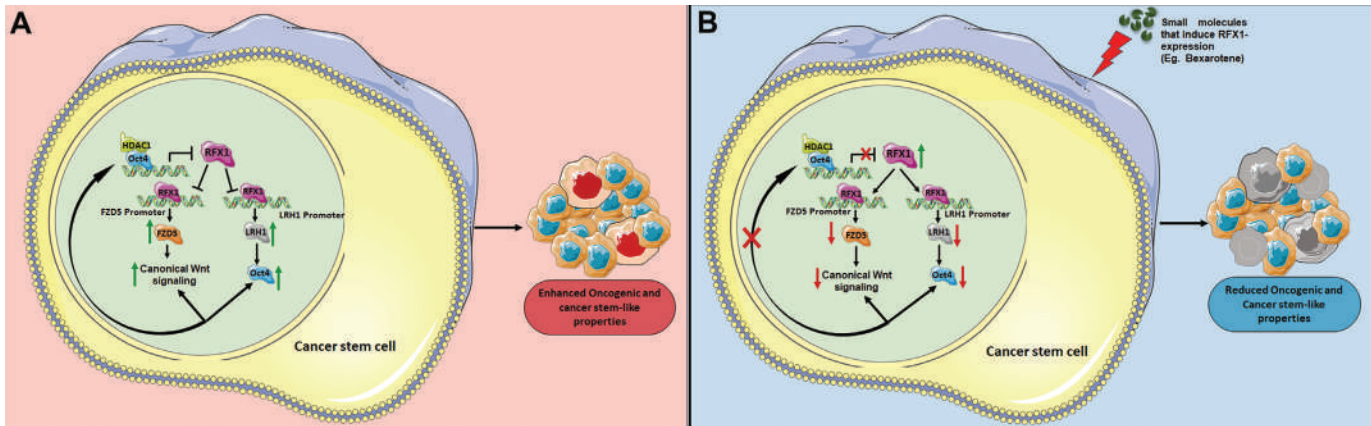 A
HDAC1
Oct4
RFX1
RFX1
RFX1
FZD5 Promoter
LRH1 Promoter
FZD5
LRH1
Canonical Wnt
signaling
Oct4
Cancer stem cell
Enhanced Oncogenic and
cancer stem-like
properties
B
Small molecules
that induce RFX1-
expression
(Eg. Bexarotene)
HDAC1
Oct4
RFX1
RFX1
RFX1
FZD5 Promoter
LRH1 Promoter
FZD5
LRH1
Canonical Wnt
signaling
Oct4
Cancer stem cell
Reduced Oncogenic and
Cancer stem-like
properties